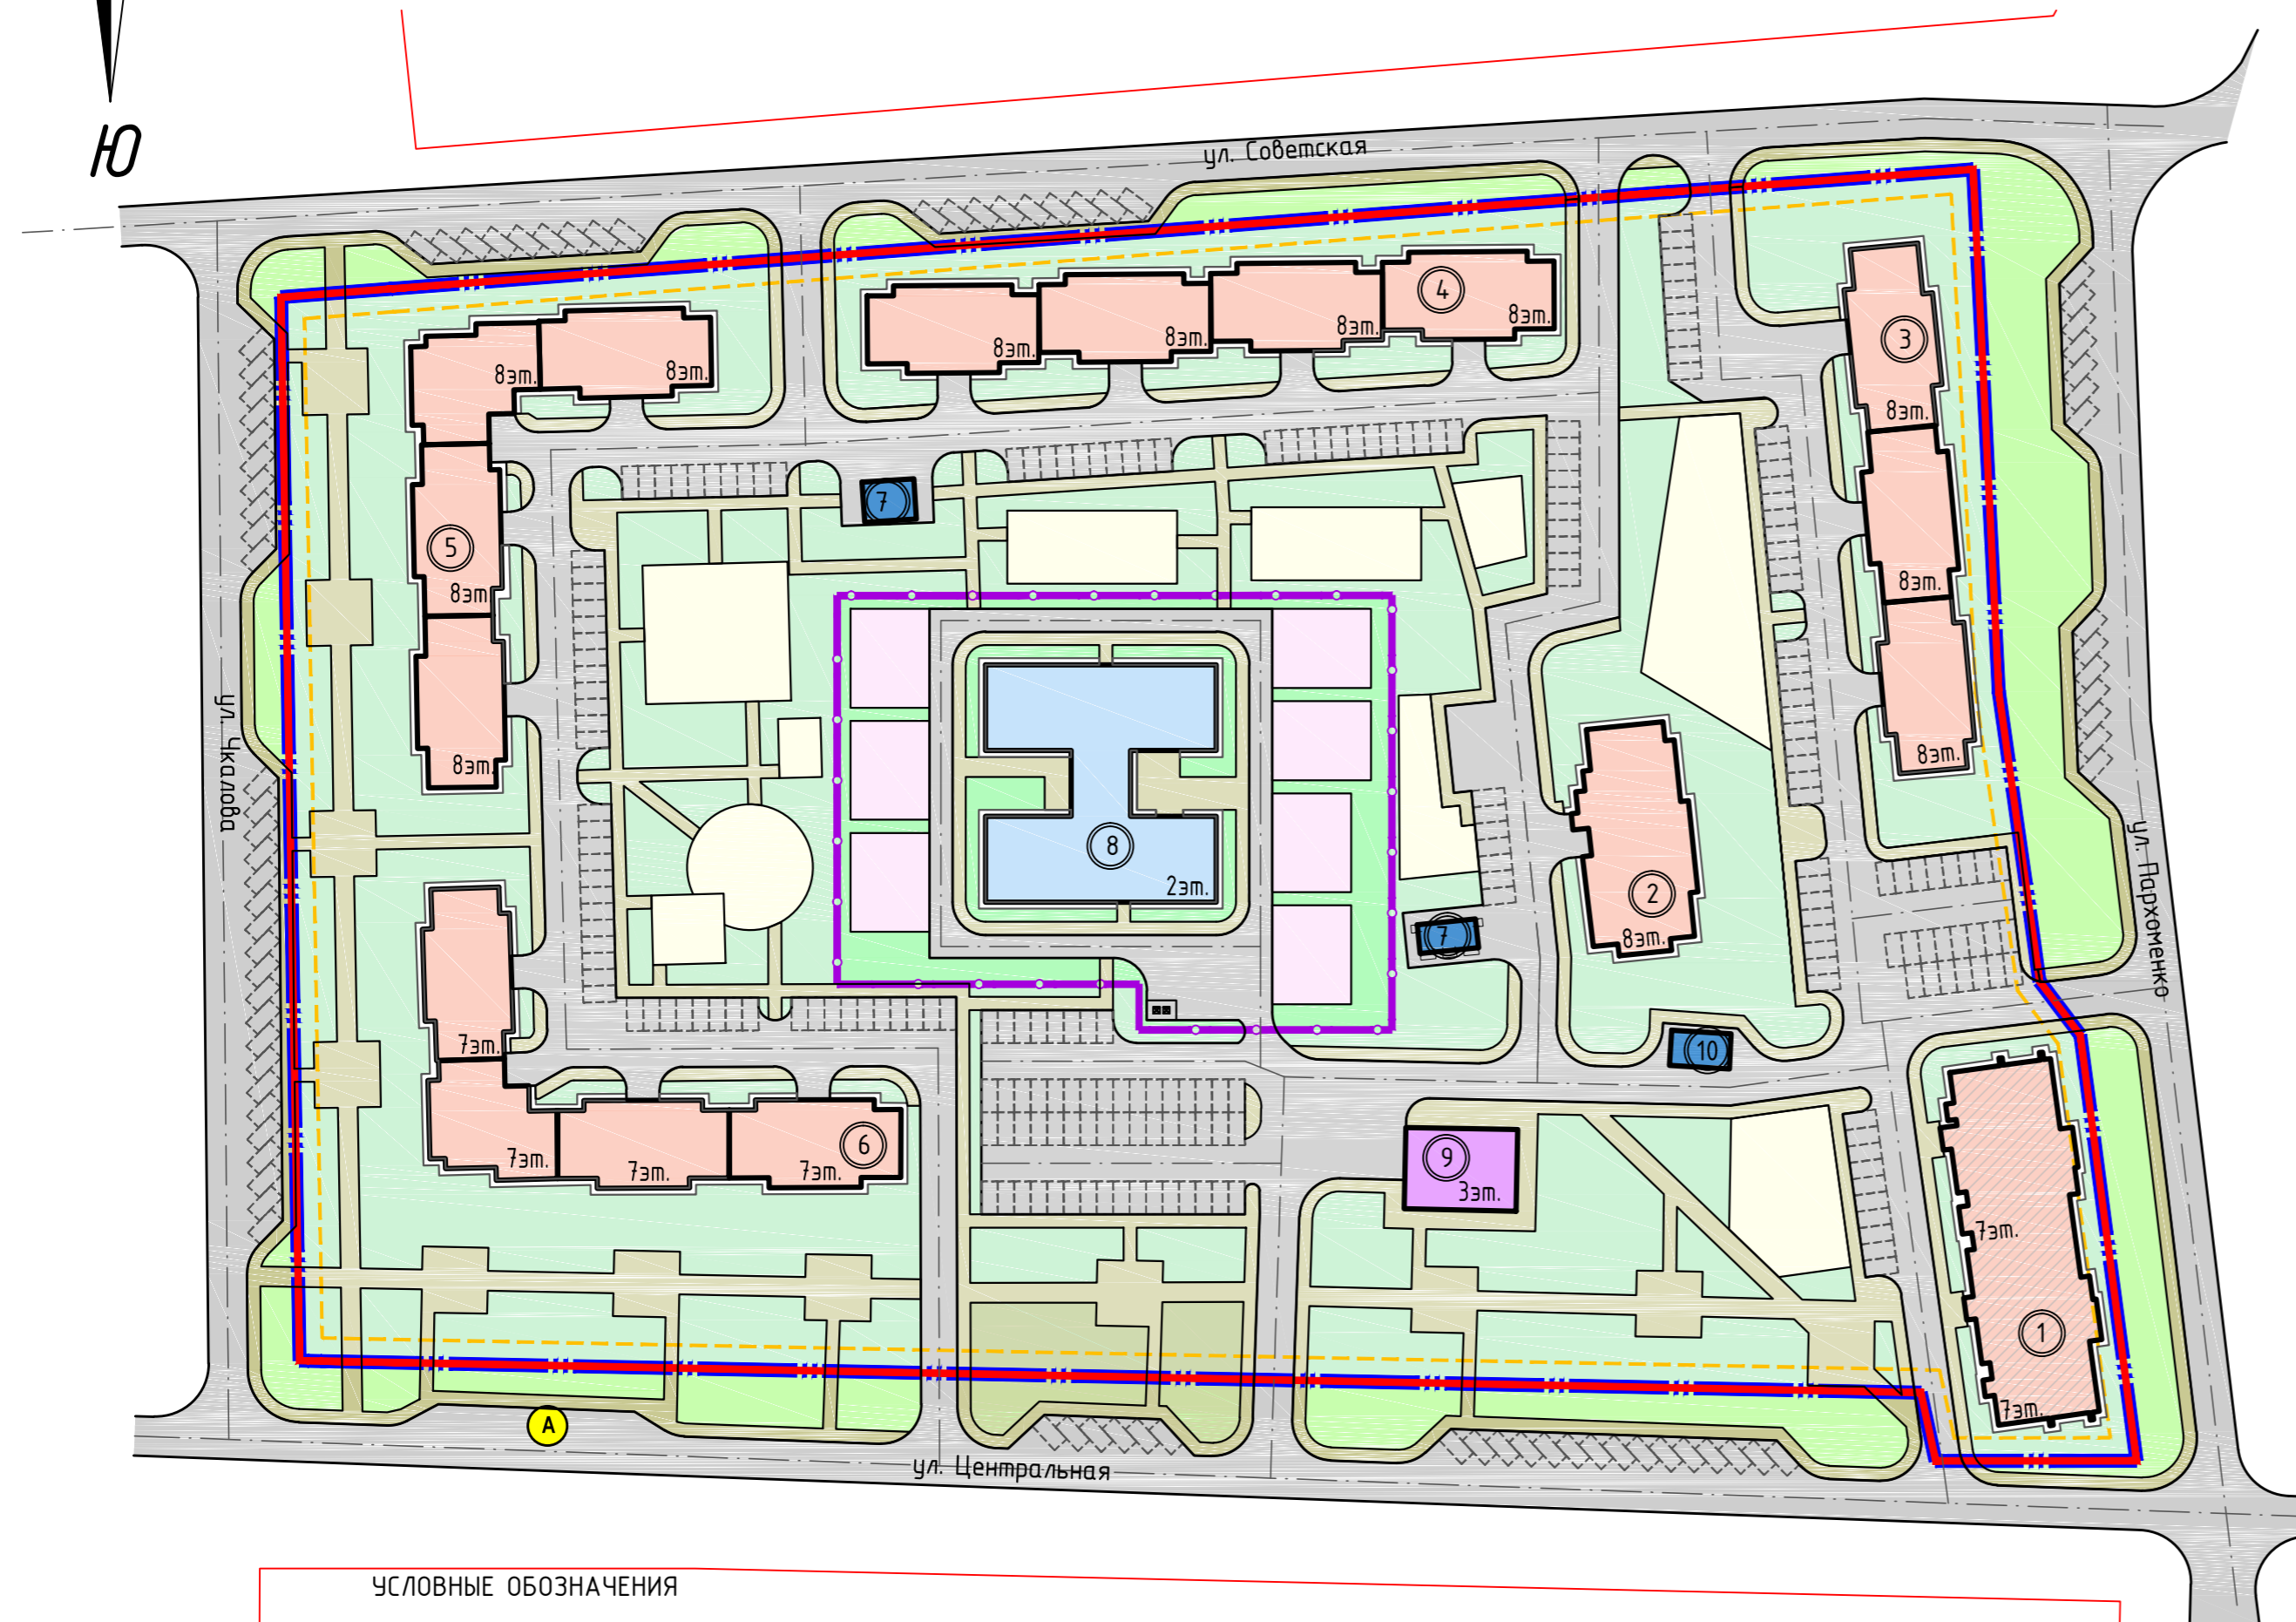 Ю
ул. Советская
4
8эт.
8эт.
8эт.
8эт.
3
8эт.
8эт.
8эт.
8эт.
8эт.
5
8эт.
8эт.
7
ул. Чкалова
8
2эт.
2
8эт.
7
10
ул. Пархоменко
7эт.
7эт.
7эт.
7эт.
6
9
3эт.
7эт.
1
7эт.
А
ул. Центральная
УСЛОВНЫЕ ОБОЗНАЧЕНИЯ